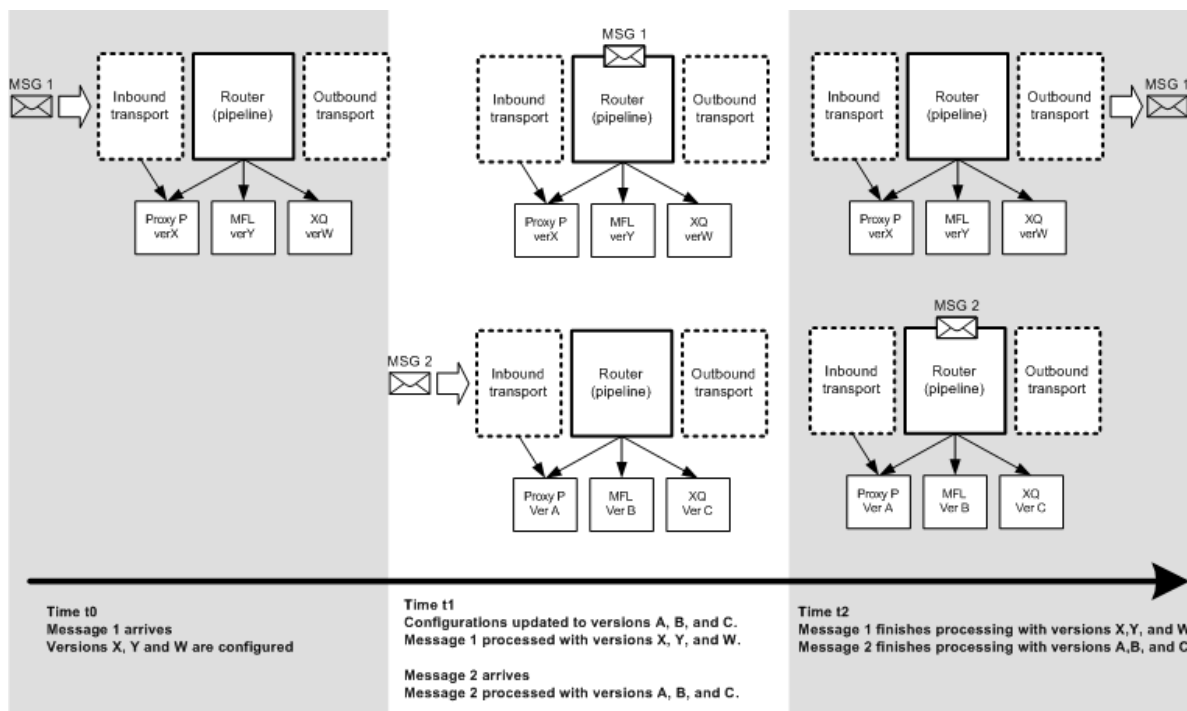 MSG 1
Inbound
transport
Router
(pipeline)
Outbound
transport
Proxy P
verX
MFL
verY
XQ
verW
MSG 1
Inbound
transport
Router
(pipeline)
Outbound
transport
Proxy P
verX
MFL
verY
XQ
verW
MSG 2
Inbound
transport
Router
(pipeline)
Outbound
transport
Proxy P
Ver A
MFL
Ver B
XQ
Ver C
Inbound
transport
Router
(pipeline)
Outbound
transport
MSG 1
Proxy P
verX
MFL
verY
XQ
verW
MSG 2
Inbound
transport
Router
(pipeline)
Outbound
transport
Proxy P
Ver A
MFL
Ver B
XQ
Ver C
Time t0
Message 1 arrives
Versions X, Y and W are configured
Time t1
Configurations updated to versions A, B, and C.
Message 1 processed with versions X, Y, and W.
Message 2 arrives
Message 2 processed with versions A, B, and C.
Time t2
Message 1 finishes processing with versions X,Y, and W
Message 2 finishes processing with versions A,B, and C